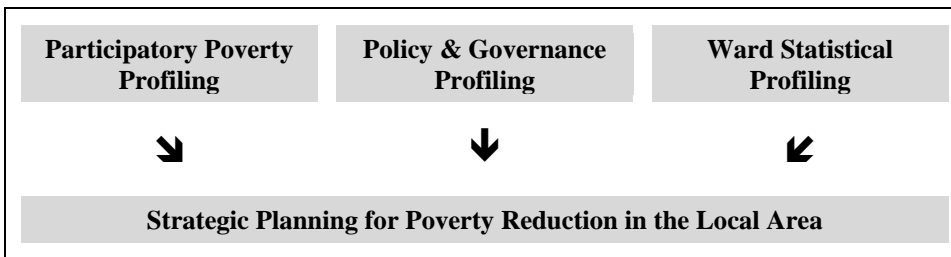 Participatory Poverty
Profiling
Policy & Governance
Profiling
Ward Statistical
Profiling
Strategic Planning for Poverty Reduction in the Local Area